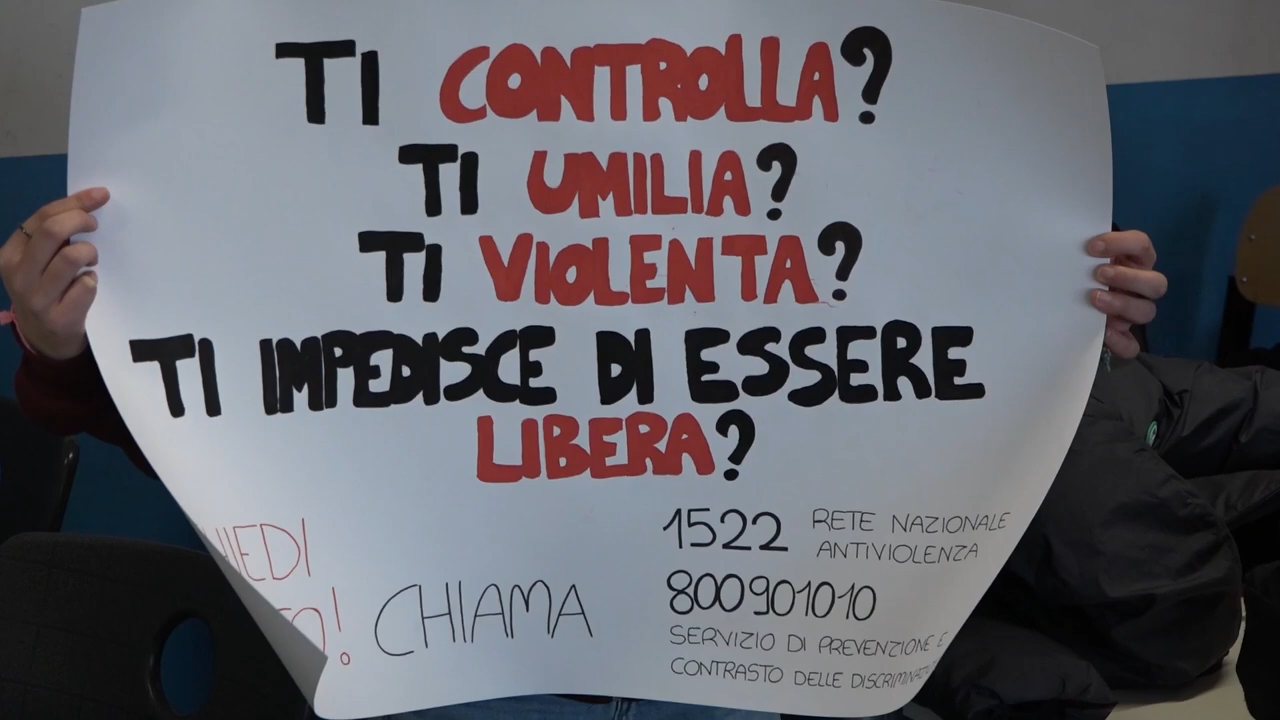 TI CONTROLLA?
TI UMILIA?
TI VIOLENTA?
TI IMPEDISCE DI ESSERE
LIBERA?
CHIAMA
1522 RETE NAZIONALE
ANTIVIOLENZA
800901010
SERVIZIO DI PREVENZIONE E
CONTRASTO DELLE